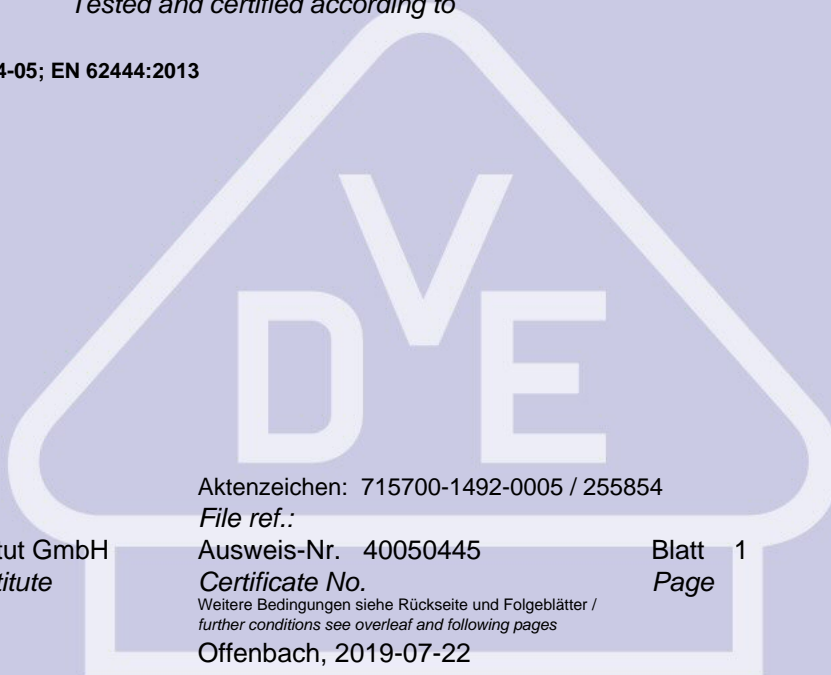 Tested and certified according to
4-05; EN 62444:2013
VDE
Aktenzeichen: 715700-1492-0005 / 255854
File ref.:
tut GmbH Ausweis-Nr. 40050445 Blatt 1
titute Certificate No. Page
Weitere Bedingungen siehe Rückseite und Folgeblätter /
further conditions see overleaf and following pages
Offenbach, 2019-07-22